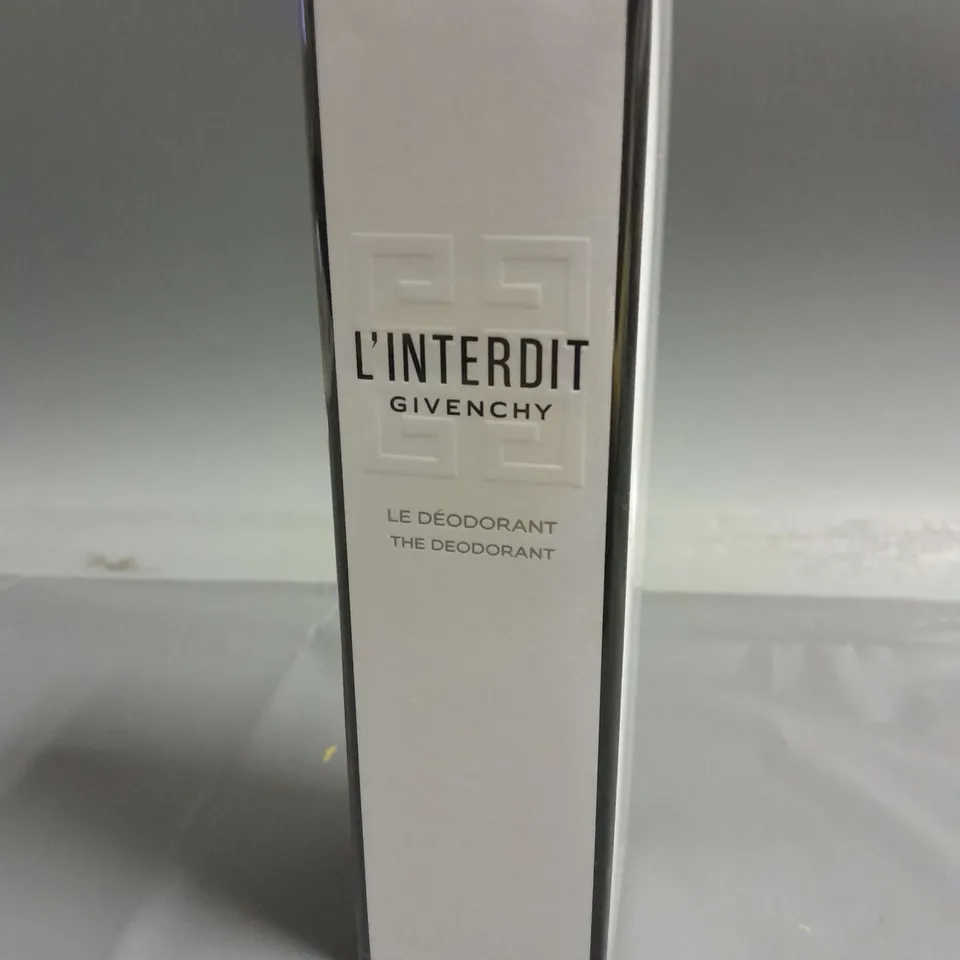 L'INTERDIT
GIVENCHY
LE DÉODORANT
THE DEODORANT